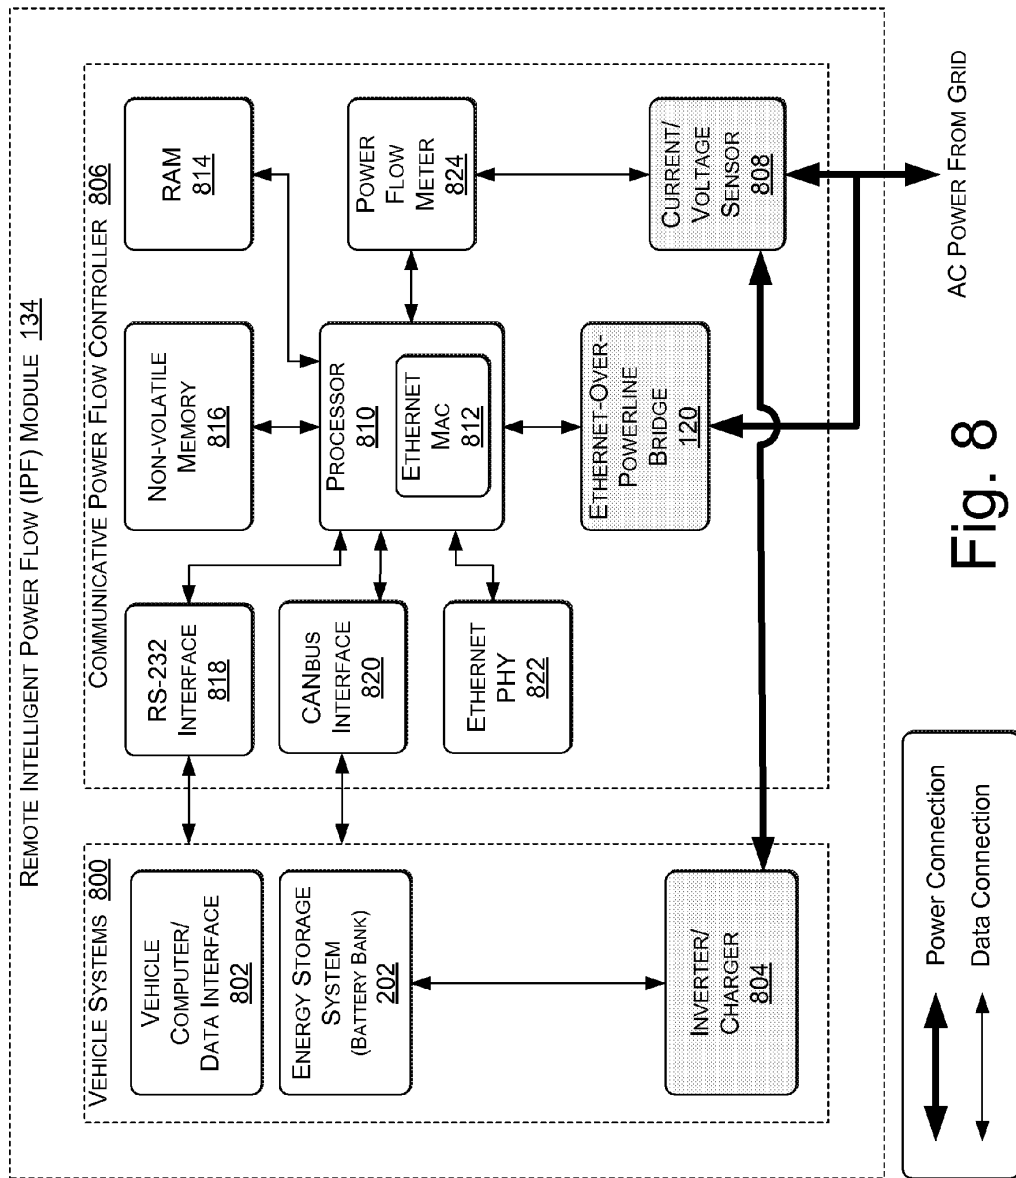 REMOTE INTELLIGENT POWER FLOW (IPF) MODULE 134
VEHICLE SYSTEMS 800
VEHICLE
COMPUTER/
DATA INTERFACE
802
ENERGY STORAGE
SYSTEM
(BATTERY BANK)
202
INVERTER/
CHARGER
804
COMMUNICATIVE POWER FLOW CONTROLLER 806
RS-232
INTERFACE
818
CANBUS
INTERFACE
820
ETHERNET
PHY
822
NON-VOLATILE
MEMORY
816
PROCESSOR
810
ETHERNET
MAC
812
ETHERNET-OVER-
POWERLINE
BRIDGE
120
RAM
814
POWER
FLOW
METER
824
CURRENT/
VOLTAGE
SENSOR
808
AC POWER FROM GRID
Power Connection
Data Connection
Fig. 8